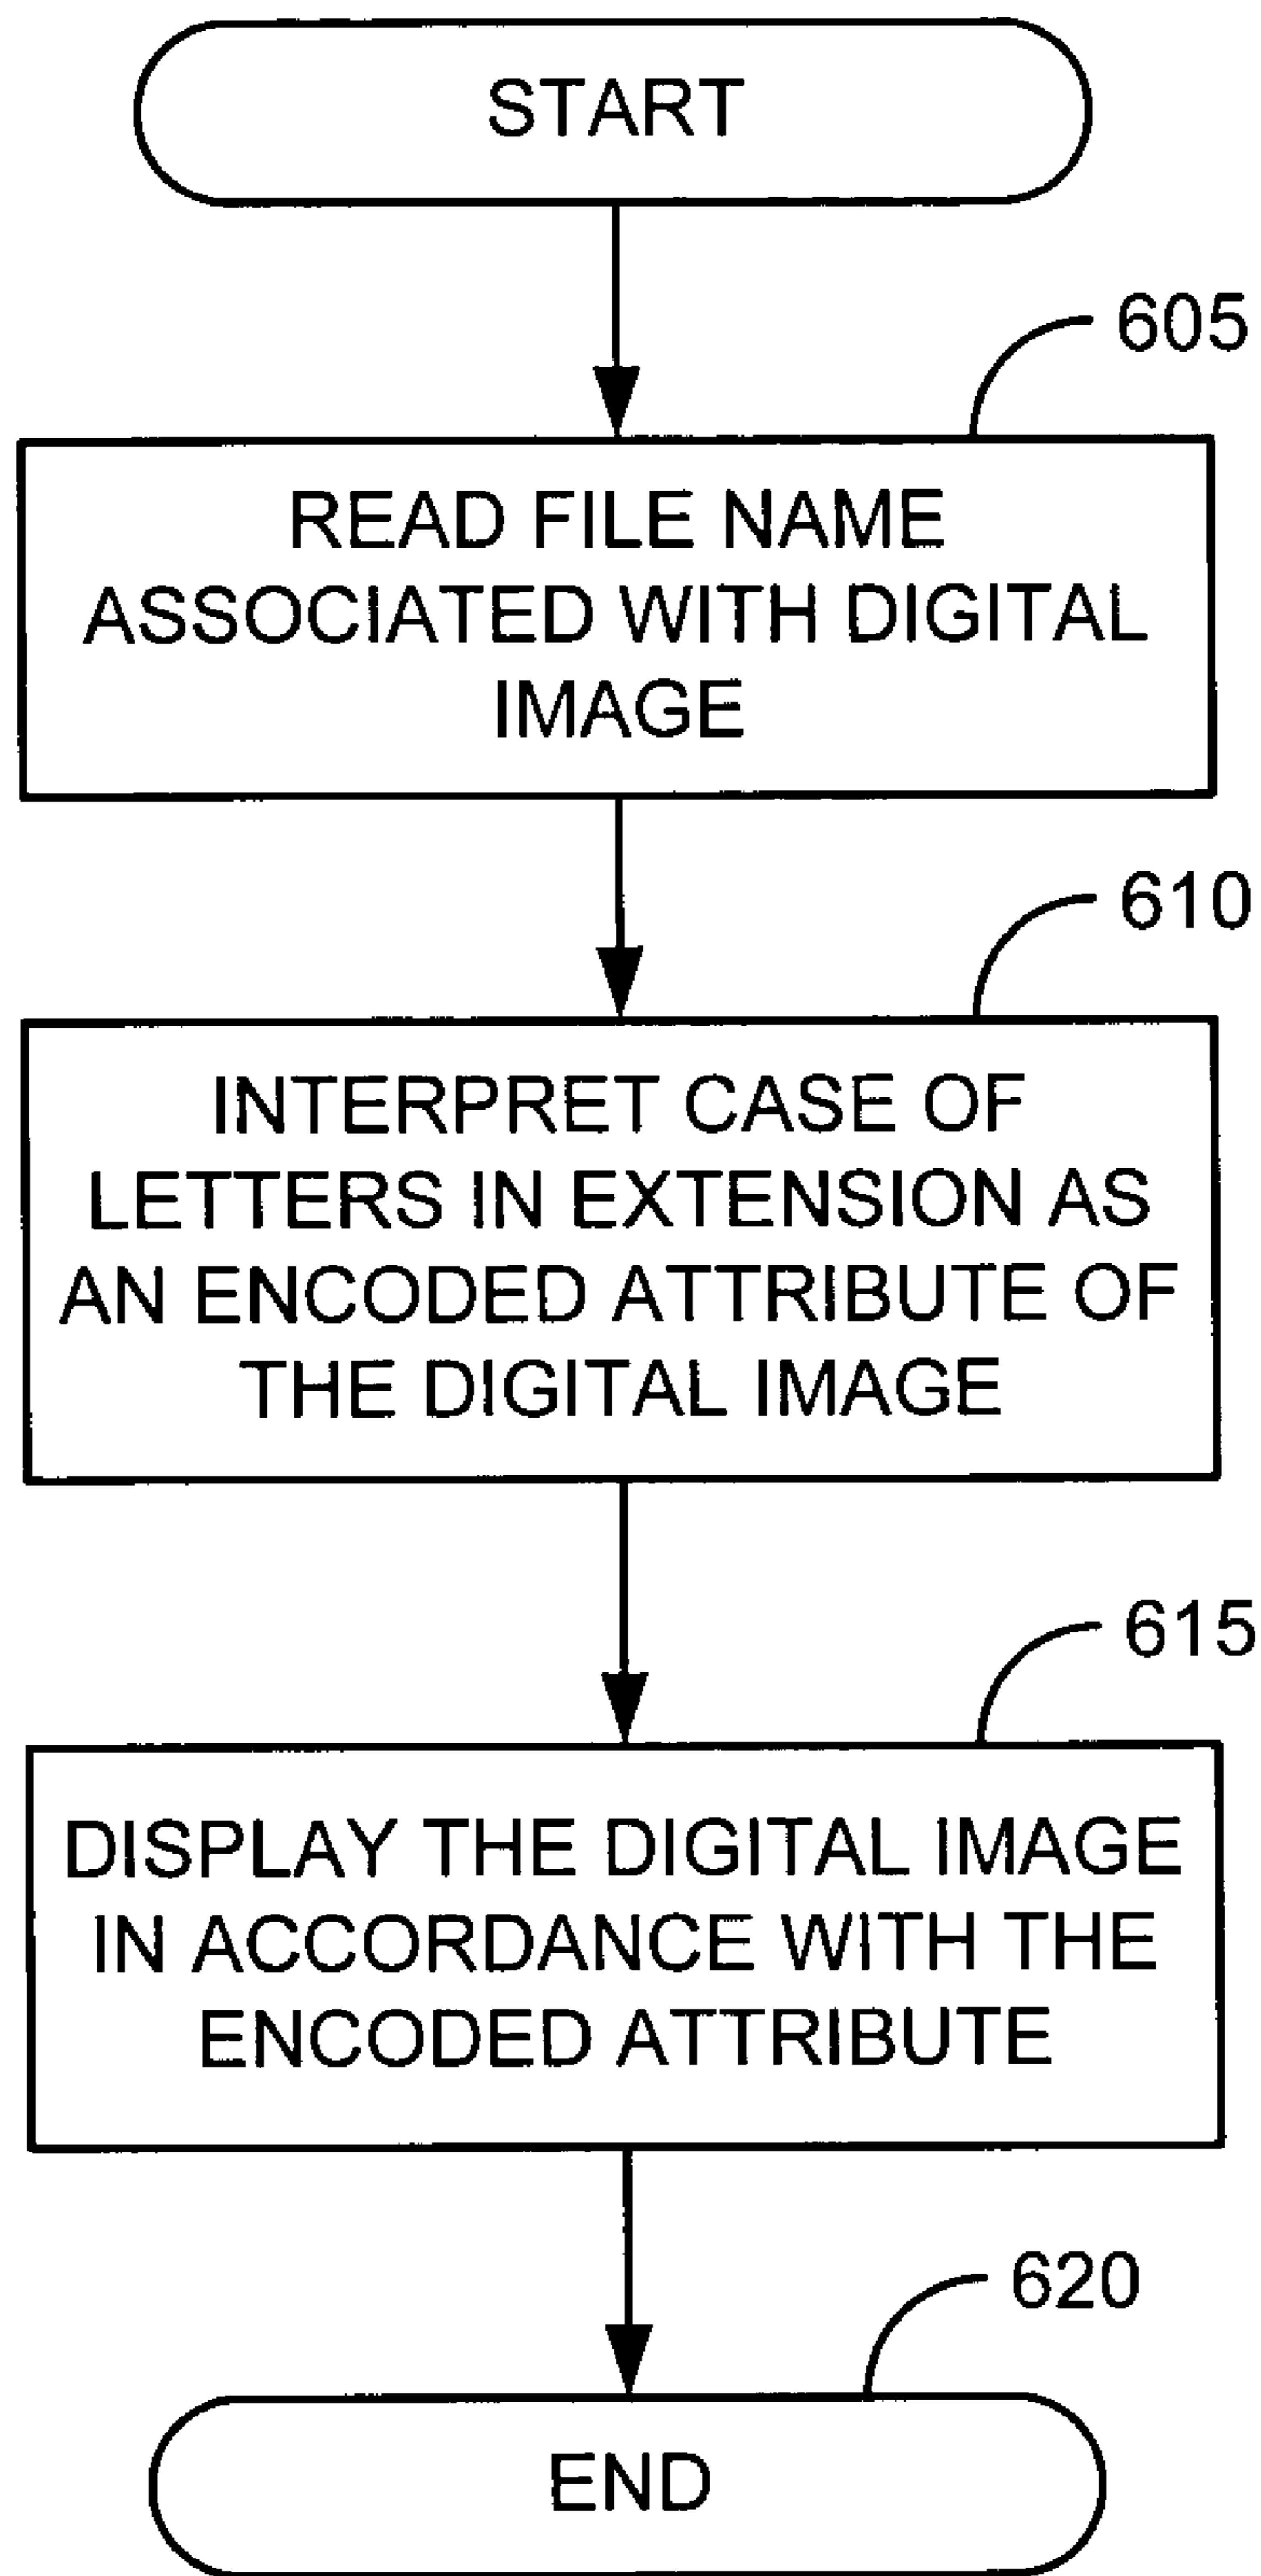 START
605
READ FILE NAME
ASSOCIATED WITH DIGITAL
IMAGE
610
INTERPRET CASE OF
LETTERS IN EXTENSION AS
AN ENCODED ATTRIBUTE OF
THE DIGITAL IMAGE
615
DISPLAY THE DIGITAL IMAGE
IN ACCORDANCE WITH THE
ENCODED ATTRIBUTE
620
END